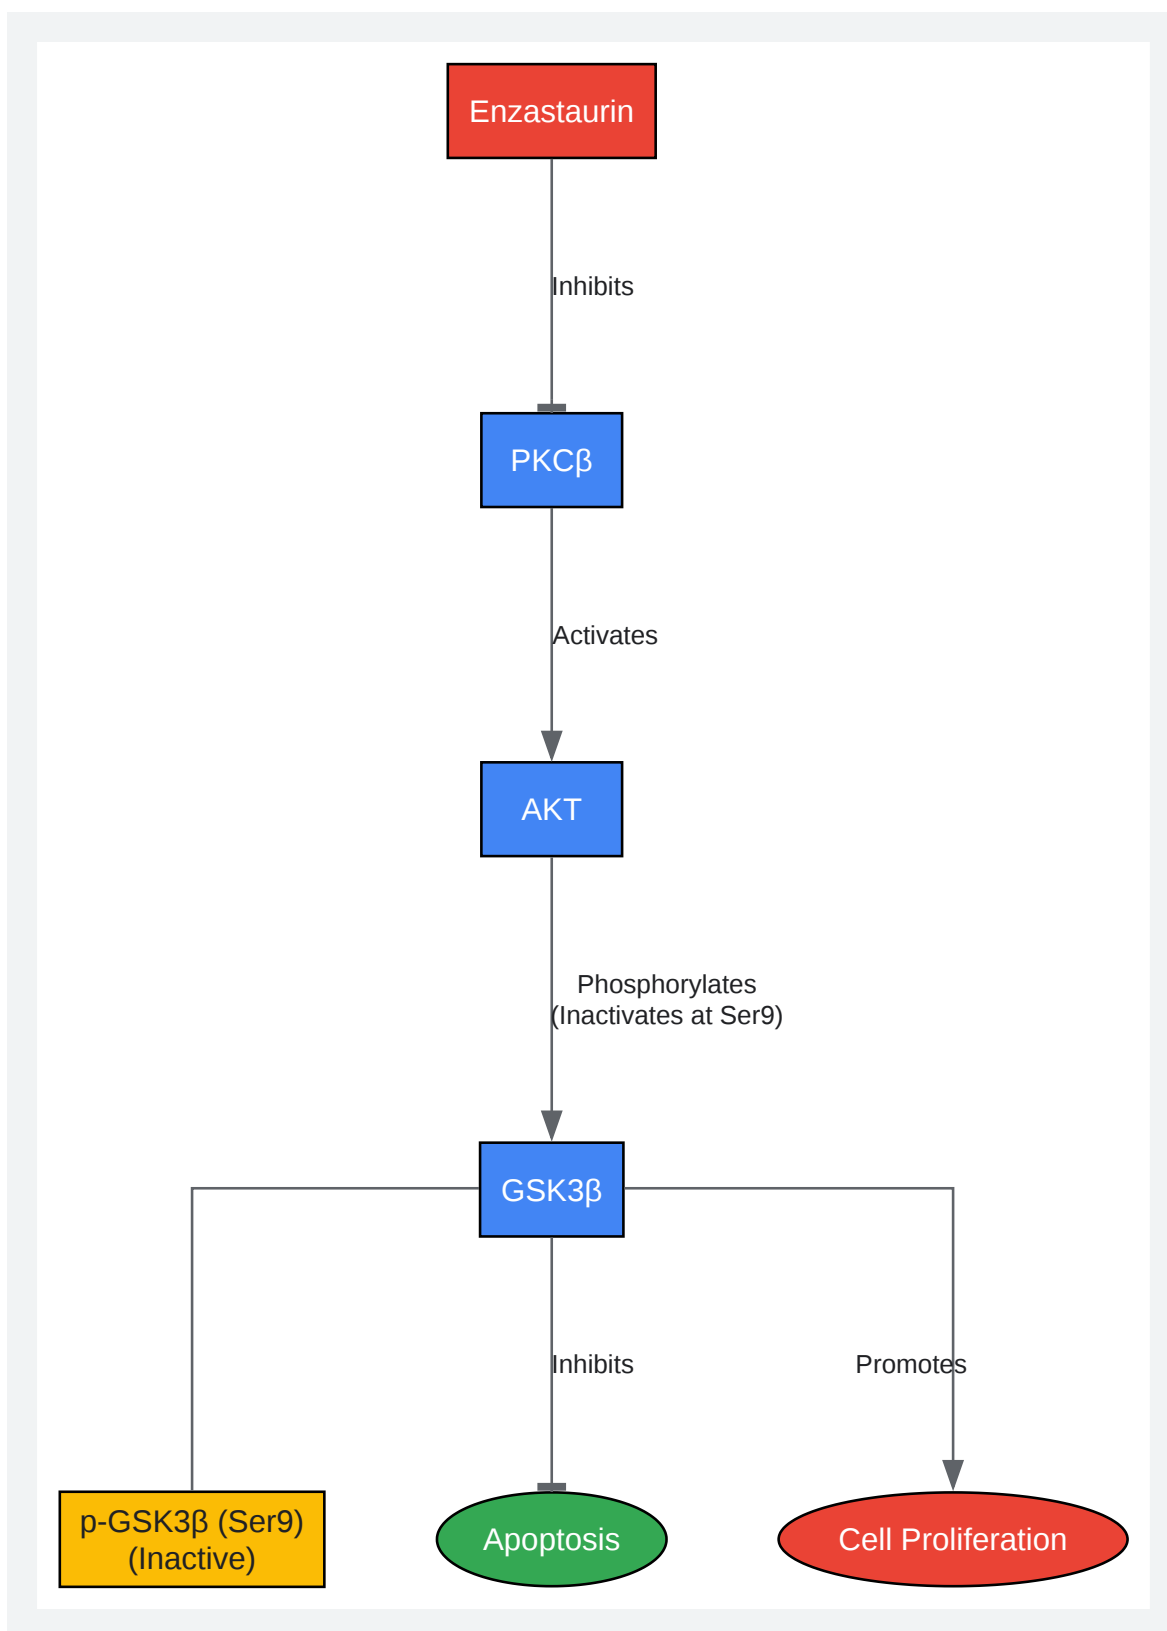 Enzastaurin
Inhibits
PKCβ
Activates
AKT
Phosphorylates
(Inactivates at Ser9)
GSK3β
Inhibits
Promotes
p-GSK3β (Ser9)
(Inactive)
Apoptosis
Cell Proliferation